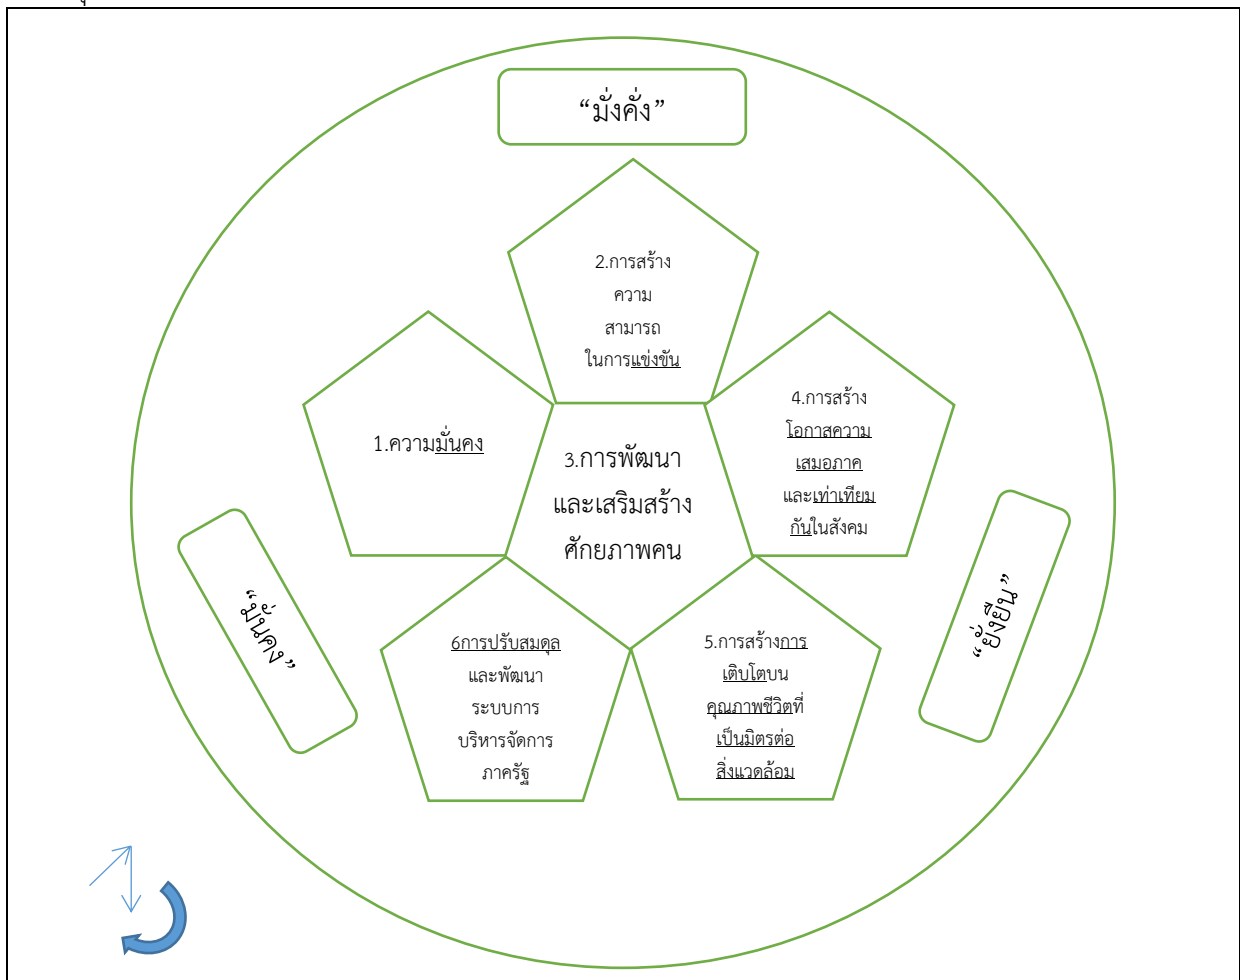 “มั่งคั่ง”
2.การสร้าง
ความ
สามารถ
ในการแข่งขัน
1.ความมั่นคง
3.การพัฒนา
และเสริมสร้าง
ศักยภาพคน
4.การสร้าง
โอกาสความ
เสมอภาค
และเท่าเทียม
กันในสังคม
“มั่นคง”
“ยั่งยืน”
6การปรับสมดุล
และพัฒนา
ระบบการ
บริหารจัดการ
ภาครัฐ
5.การสร้างการ
เติบโตบน
คุณภาพชีวิตที่
เป็นมิตรต่อ
สิ่งแวดล้อม